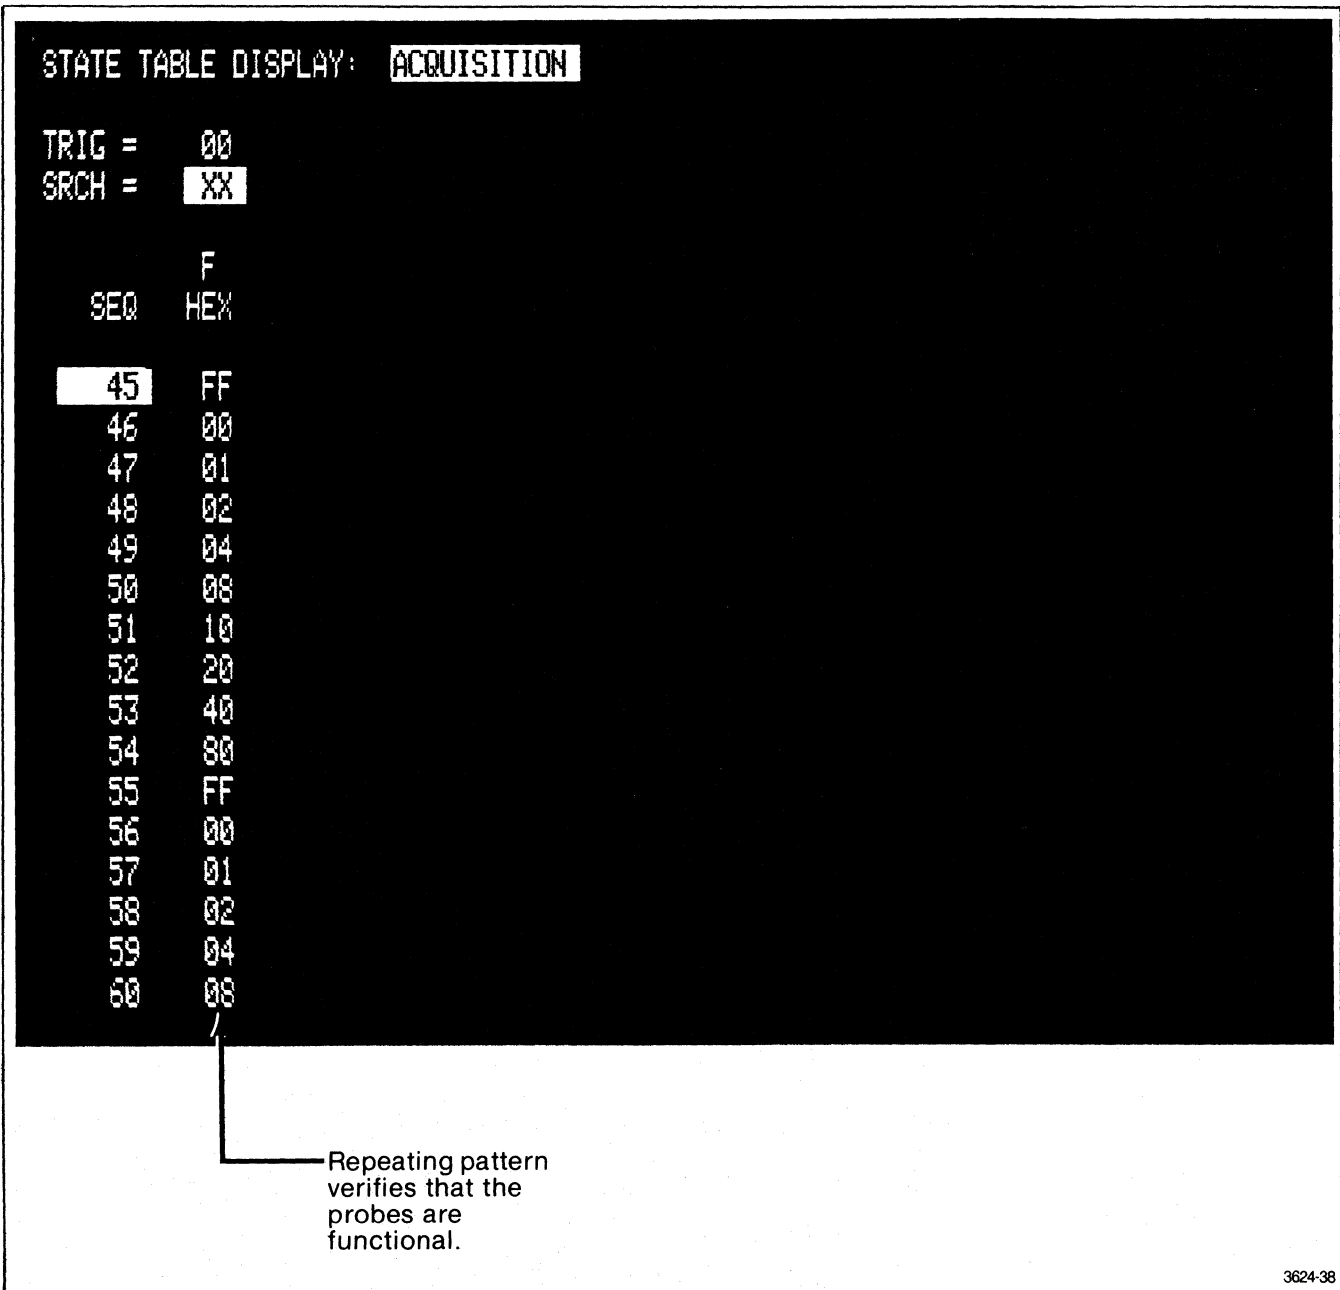 STATE TABLE DISPLAY: ACQUISITION
TRIG = 00
SRCH = XX
F
SEQ HEX
45 FF
46 00
47 01
48 02
49 04
50 08
51 10
52 20
53 40
54 80
55 FF
56 00
57 01
58 02
59 04
60 08
Repeating pattern
verifies that the
probes are
functional.
3624-38